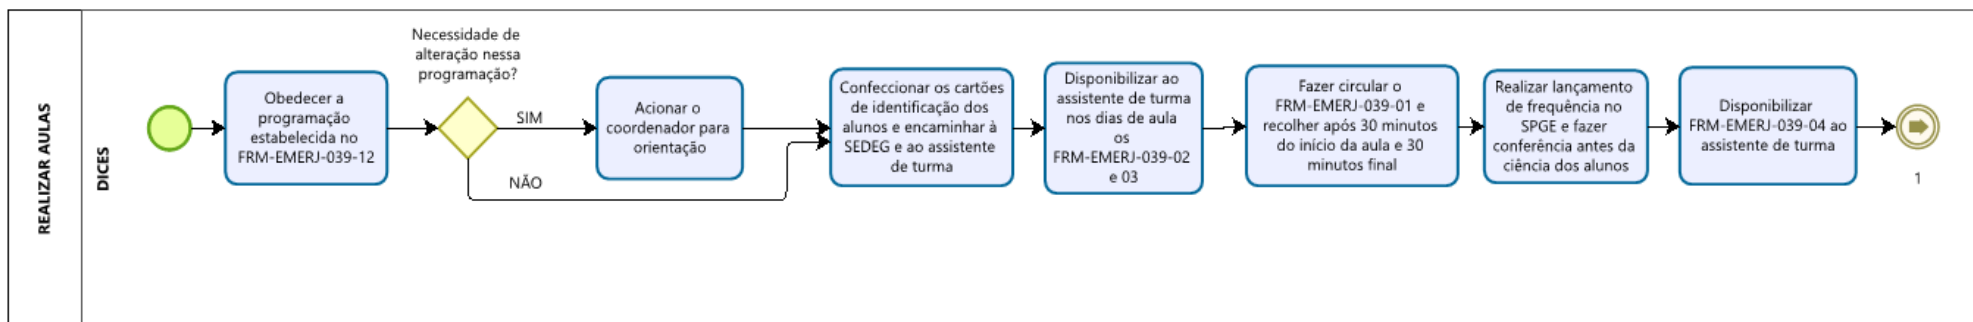 REALIZAR AULAS
DICES
Obedecer a
programação
estabelecida no
FRM-EMERJ-039-12
Necessidade de
alteração nessa
programação?
SIM
NÃO
Acionar o
coordenador para
orientação
Confeccionar os cartões
de identificação dos
alunos e encaminhar à
SEDEG e ao assistente
de turma
Disponibilizar ao
assistente de turma
nos dias de aula
os
FRM-EMERJ-039-02
e 03
Fazer circular o
FRM-EMERJ-039-01 e
recolher após 30 minutos
do início da aula e 30
minutos final
Realizar lançamento
de frequência no
SPGE e fazer
conferência antes da
ciência dos alunos
Disponibilizar
FRM-EMERJ-039-04 ao
assistente de turma
1